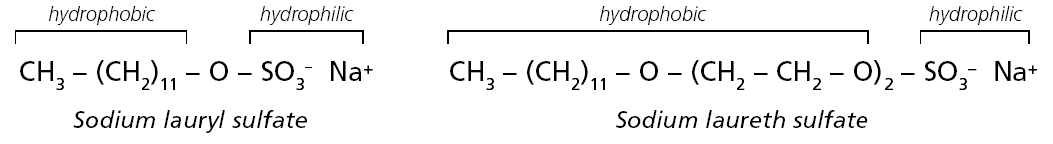 hydrophobic hydrophilic hydrophobic hydrophilic
CH₃ – (CH₂)₁₁ – O – SO₃⁻ Na⁺ CH₃ – (CH₂)₁₁ – O – (CH₂ – CH₂ – O)₂ – SO₃⁻ Na⁺
Sodium lauryl sulfate Sodium laureth sulfate